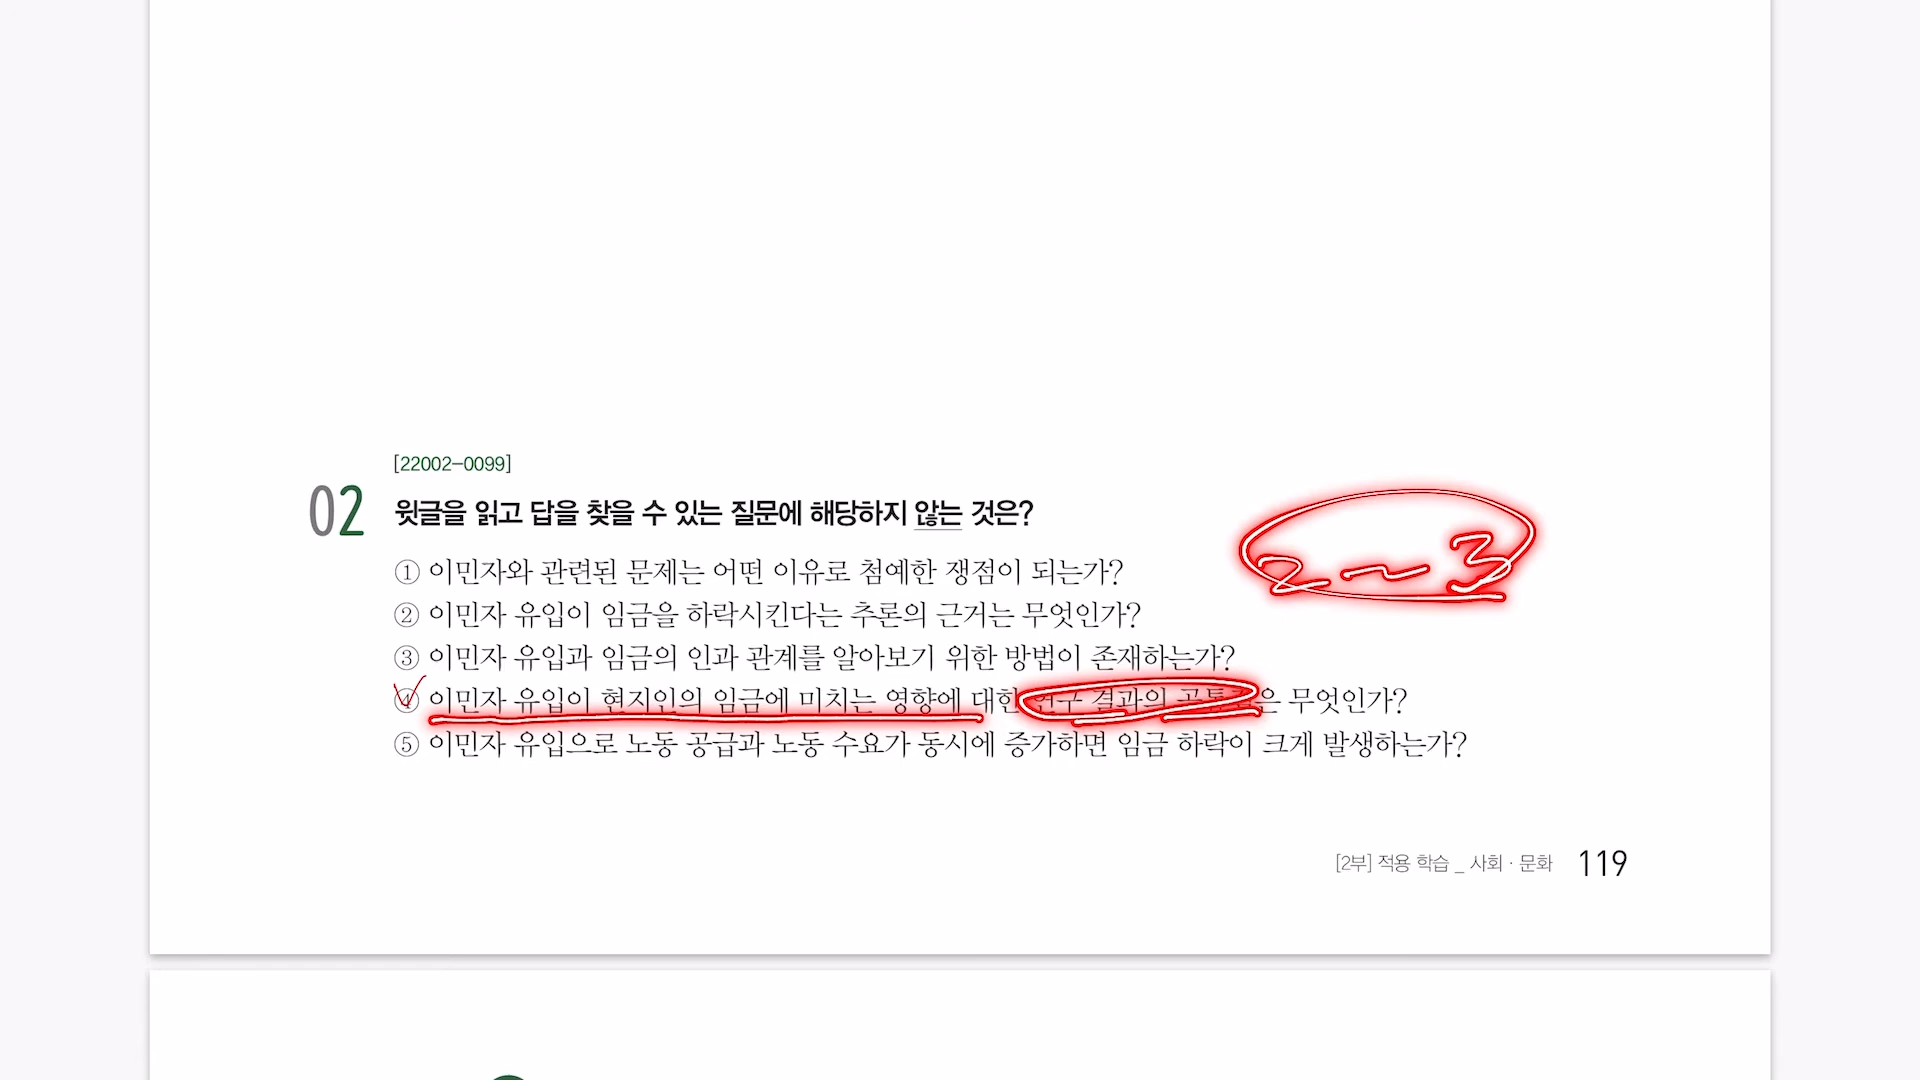 [22002-0099]
02 윗글을 읽고 답을 찾을 수 있는 질문에 해당하지 않는 것은?
2 ~ 3
① 이민자와 관련된 문제는 어떤 이유로 첨예한 쟁점이 되는가?
② 이민자 유입이 임금을 하락시킨다는 추론의 근거는 무엇인가?
③ 이민자 유입과 임금의 인과 관계를 알아보기 위한 방법이 존재하는가?
④ 이민자 유입이 현지인의 임금에 미치는 영향에 대한 연구 결과의 공통점은 무엇인가?
⑤ 이민자 유입으로 노동 공급과 노동 수요가 동시에 증가하면 임금 하락이 크게 발생하는가?
[2부] 적용 학습 _ 사회 · 문화 119